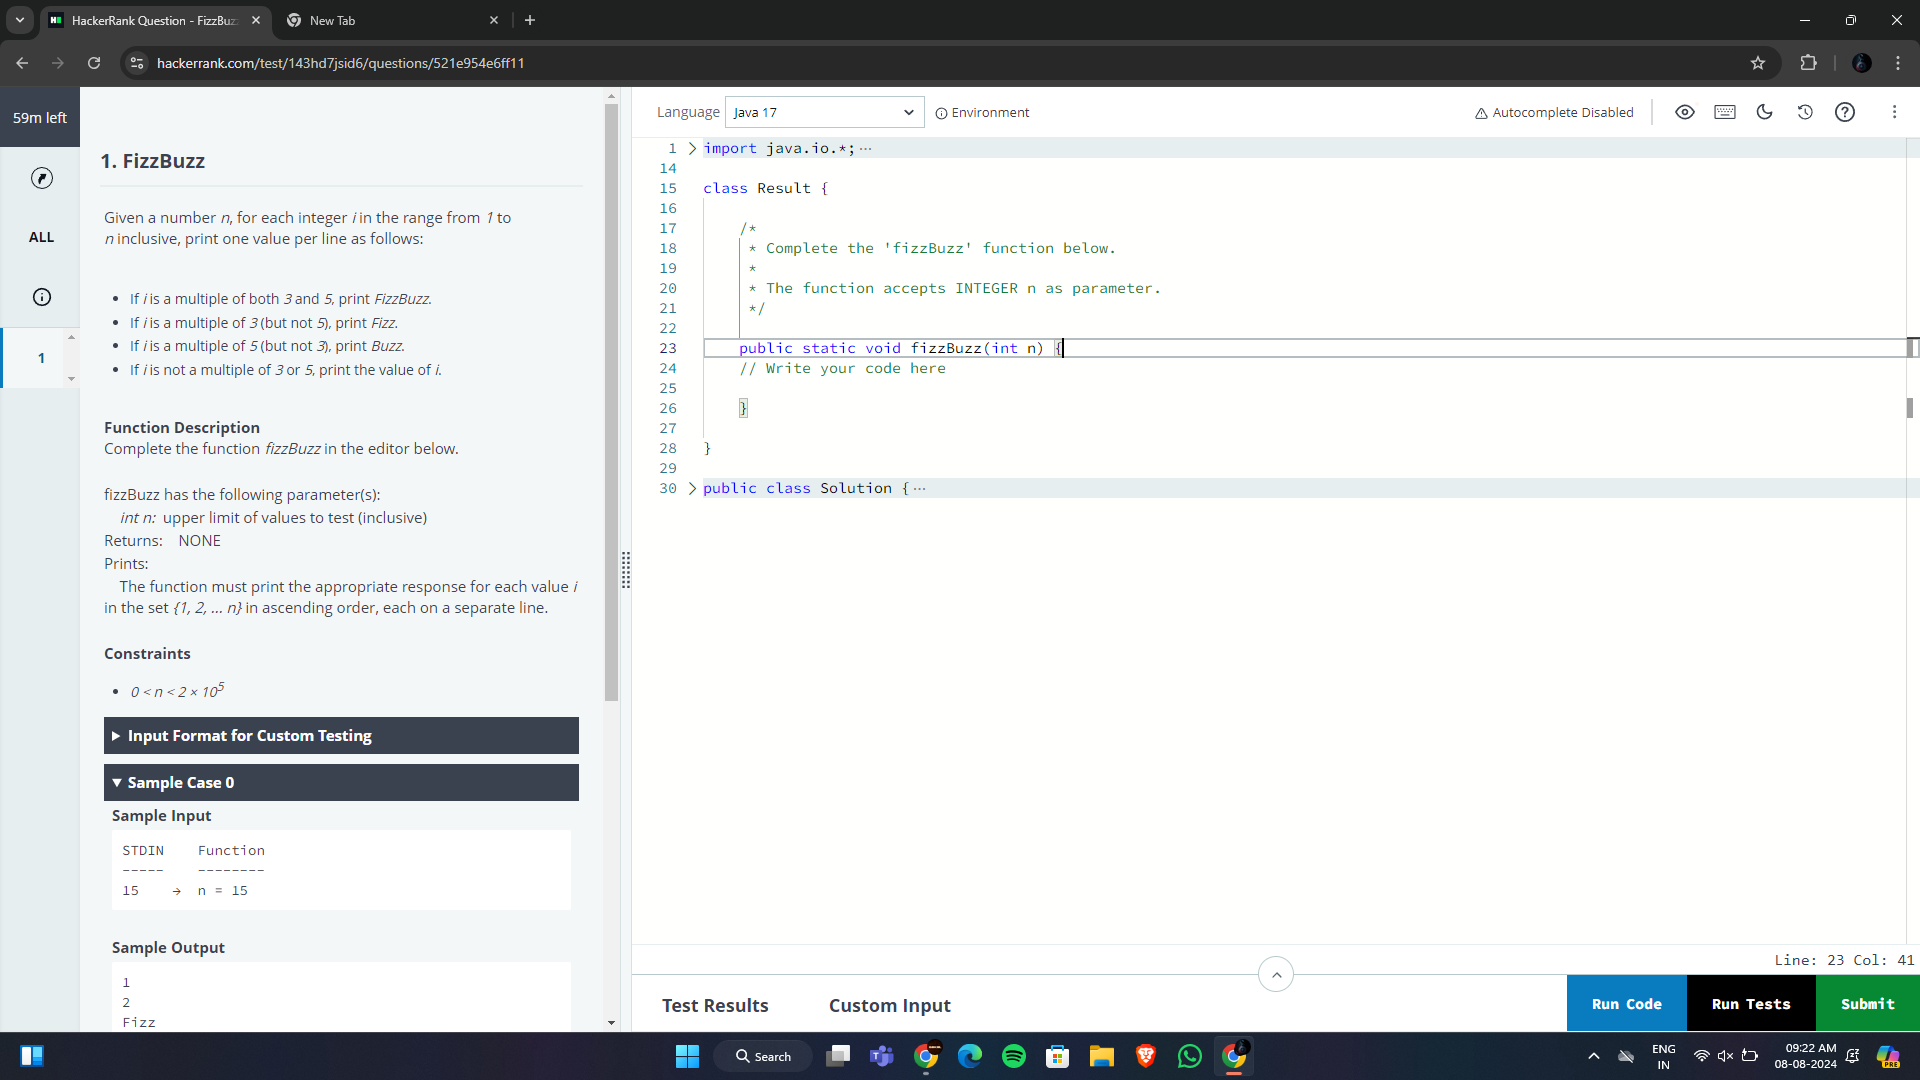 HackerRank Question - FizzBuzz
New Tab
hackerrank.com/test/143hd7jsid6/questions/521e954e6ff11
59m left
ALL
1
1. FizzBuzz
Given a number n, for each integer i in the range from 1 to
n inclusive, print one value per line as follows:
• If i is a multiple of both 3 and 5, print FizzBuzz.
• If i is a multiple of 3 (but not 5), print Fizz.
• If i is a multiple of 5 (but not 3), print Buzz.
• If i is not a multiple of 3 or 5, print the value of i.
Function Description
Complete the function fizzBuzz in the editor below.
fizzBuzz has the following parameter(s):
int n: upper limit of values to test (inclusive)
Returns: NONE
Prints:
The function must print the appropriate response for each value i
in the set {1, 2, ... n} in ascending order, each on a separate line.
Constraints
• 0 < n < 2 × 10^5
Input Format for Custom Testing
Sample Case 0
Sample Input
STDIN Function
----- --------
15 → n = 15
Sample Output
1
2
Fizz
Language Java 17 Environment Autocomplete Disabled
1 import java.io.*; ...
14
15 class Result {
16
17 /*
18 * Complete the 'fizzBuzz' function below.
19 *
20 * The function accepts INTEGER n as parameter.
21 */
22
23 public static void fizzBuzz(int n) {
24 // Write your code here
25
26 }
27
28 }
29
30 public class Solution { ...
Line: 23 Col: 41
Test Results Custom Input Run Code Run Tests Submit
Search
ENG
IN
09:22 AM
08-08-2024
PRE